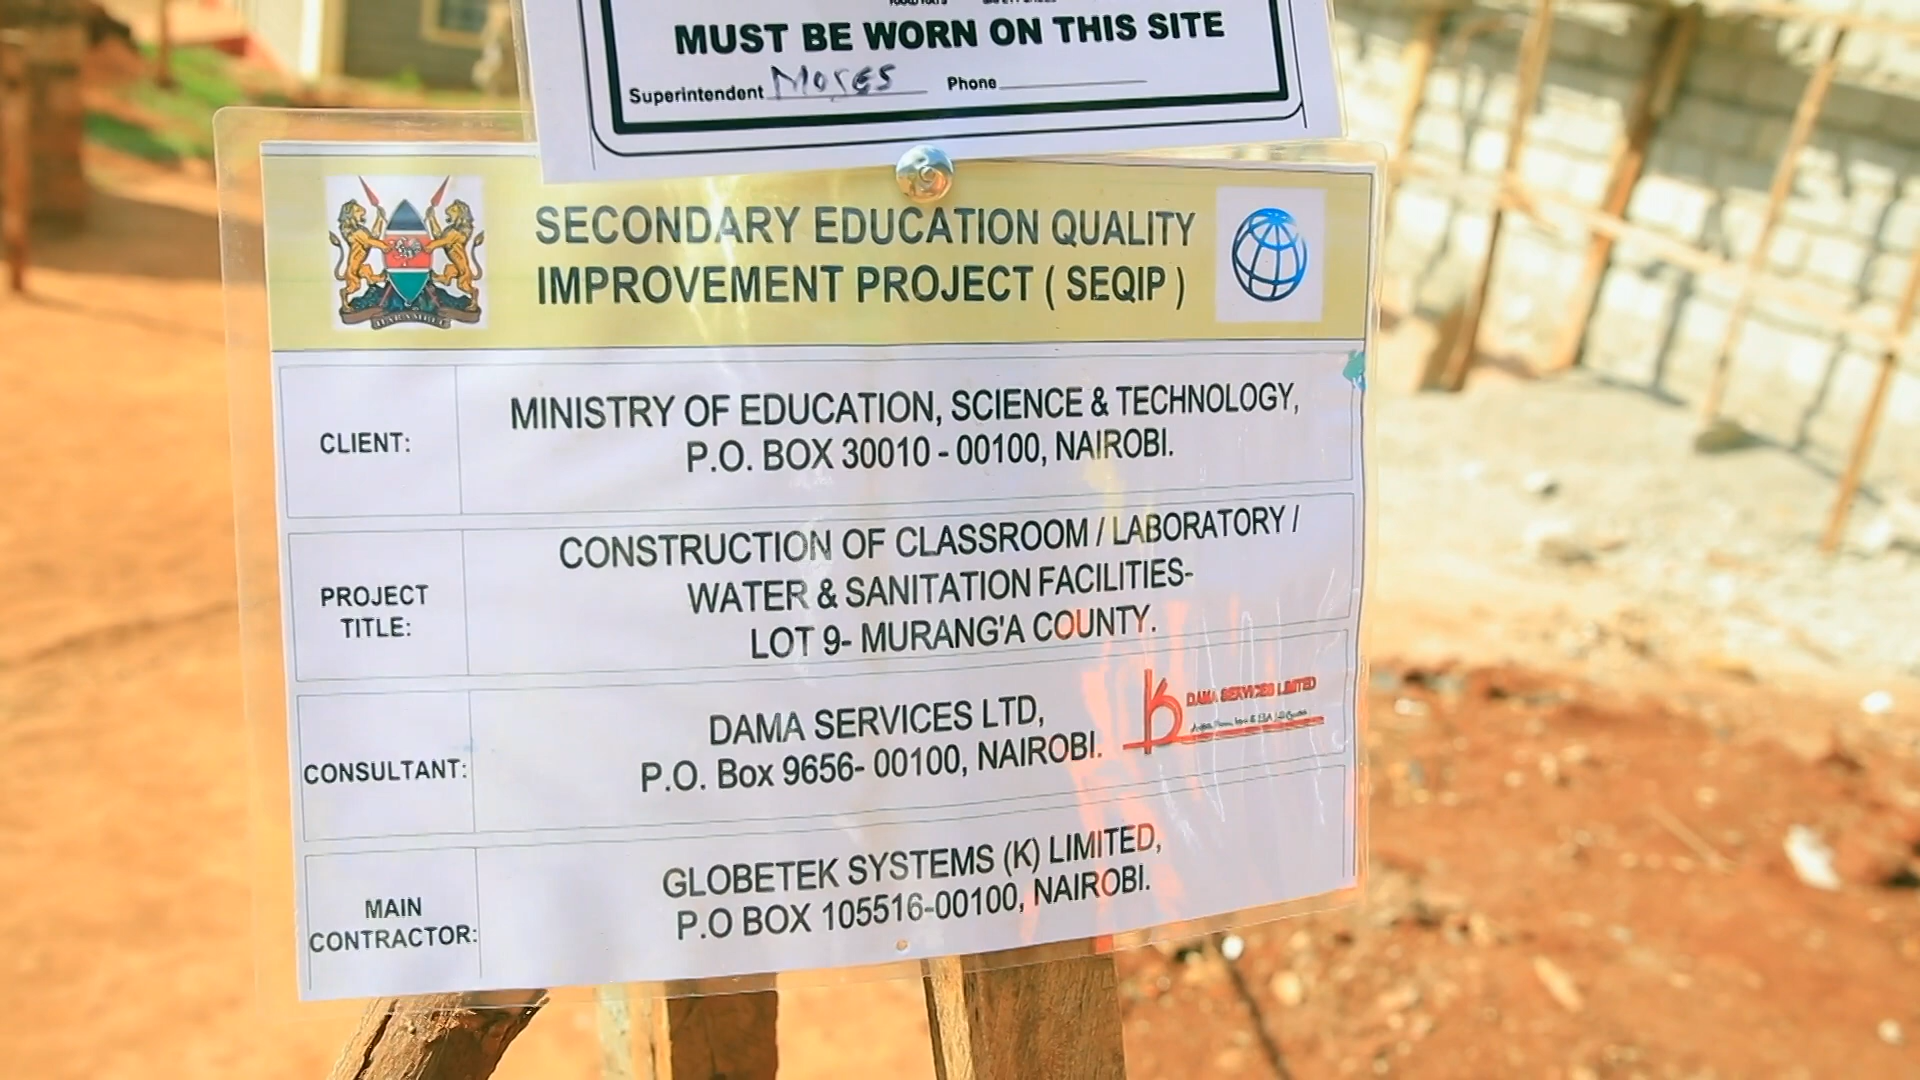 MUST BE WORN ON THIS SITE
Superintendent Moses Phone
SECONDARY EDUCATION QUALITY
IMPROVEMENT PROJECT ( SEQIP )
CLIENT:
MINISTRY OF EDUCATION, SCIENCE & TECHNOLOGY,
P.O. BOX 30010 - 00100, NAIROBI.
PROJECT
TITLE:
CONSTRUCTION OF CLASSROOM / LABORATORY /
WATER & SANITATION FACILITIES-
LOT 9- MURANG'A COUNTY.
CONSULTANT:
DAMA SERVICES LTD,
P.O. Box 9656- 00100, NAIROBI.
DAMA SERVICES LIMITED
MAIN
CONTRACTOR:
GLOBETEK SYSTEMS (K) LIMITED,
P.O BOX 105516-00100, NAIROBI.